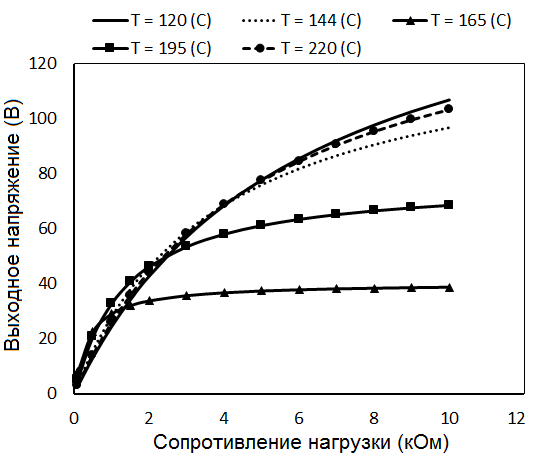 T = 120 (C) T = 144 (C) T = 165 (C)
T = 195 (C) T = 220 (C)
Выходное напряжение (В)
120
100
80
60
40
20
0
0 2 4 6 8 10 12
Сопротивление нагрузки (кОм)